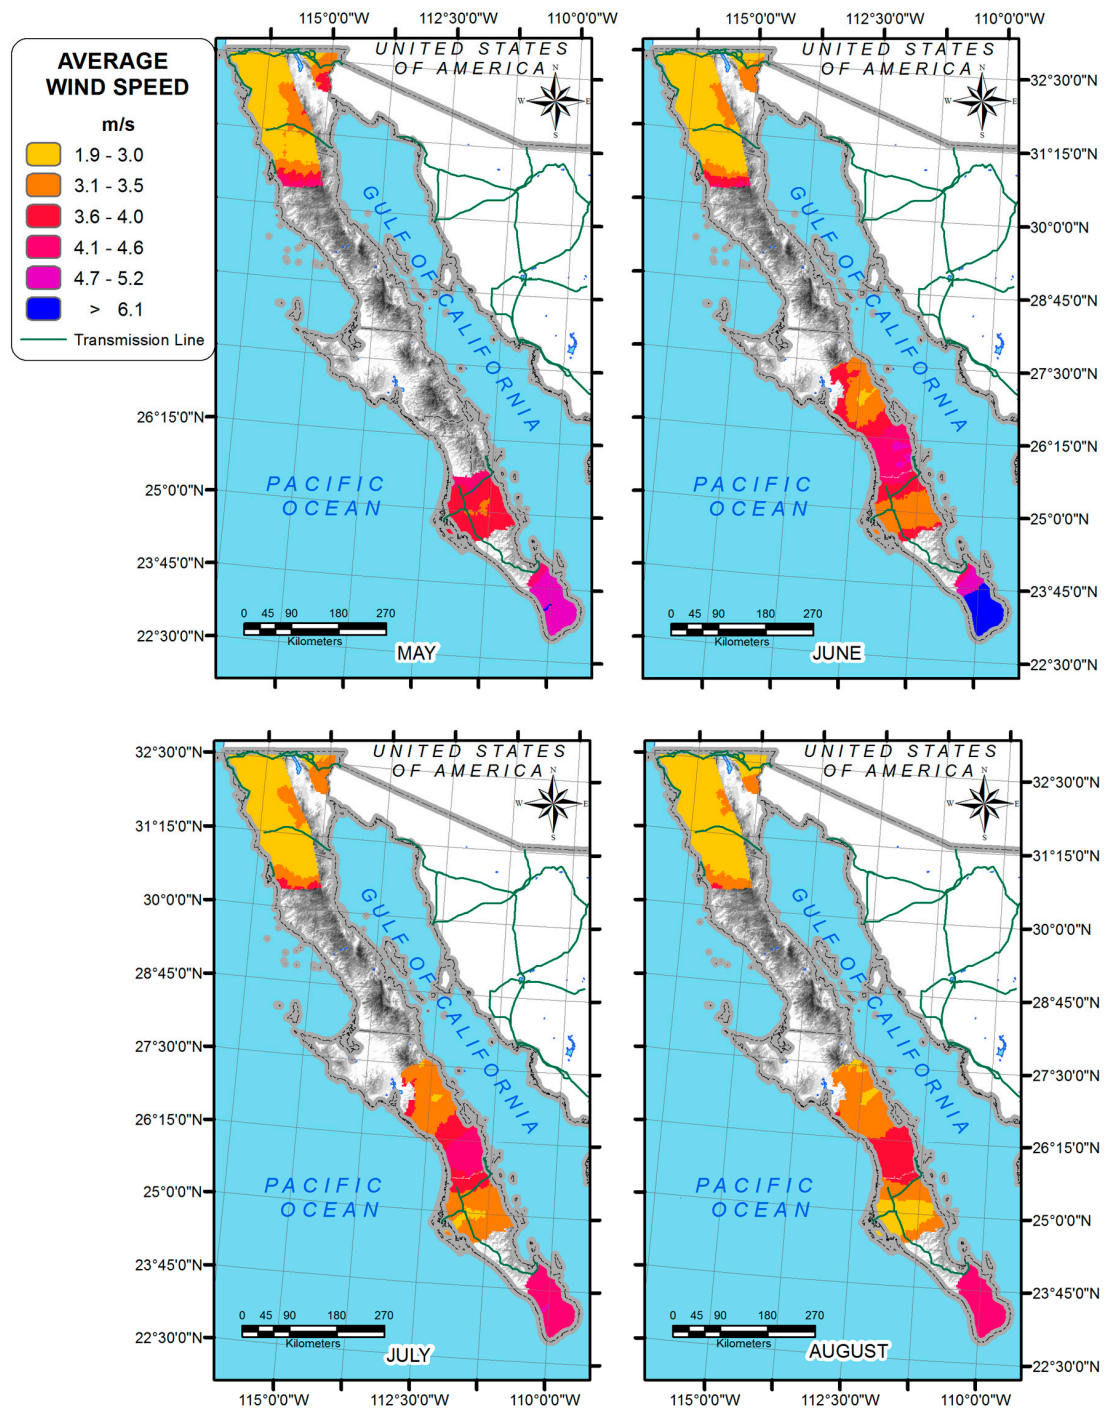 115°0'0"W 112°30'0"W 110°0'0"W
115°0'0"W 112°30'0"W 110°0'0"W
AVERAGE
WIND SPEED
m/s
1.9 - 3.0
3.1 - 3.5
3.6 - 4.0
4.1 - 4.6
4.7 - 5.2
> 6.1
Transmission Line
UNITED STATES
OF AMERICA
N
W E
S
GULF OF CALIFORNIA
PACIFIC
OCEAN
26°15'0"N
25°0'0"N
23°45'0"N
22°30'0"N
0 45 90 180 270
Kilometers
MAY
UNITED STATES
OF AMERICA
N
W E
S
GULF OF CALIFORNIA
PACIFIC
OCEAN
32°30'0"N
31°15'0"N
30°0'0"N
28°45'0"N
27°30'0"N
26°15'0"N
25°0'0"N
23°45'0"N
22°30'0"N
0 45 90 180 270
Kilometers
JUNE
32°30'0"N
31°15'0"N
30°0'0"N
28°45'0"N
27°30'0"N
26°15'0"N
25°0'0"N
23°45'0"N
22°30'0"N
UNITED STATES
OF AMERICA
N
W E
S
GULF OF CALIFORNIA
PACIFIC
OCEAN
0 45 90 180 270
Kilometers
JULY
115°0'0"W 112°30'0"W 110°0'0"W
UNITED STATES
OF AMERICA
N
W E
S
GULF OF CALIFORNIA
PACIFIC
OCEAN
32°30'0"N
31°15'0"N
30°0'0"N
28°45'0"N
27°30'0"N
26°15'0"N
25°0'0"N
23°45'0"N
22°30'0"N
0 45 90 180 270
Kilometers
AUGUST
115°0'0"W 112°30'0"W 110°0'0"W